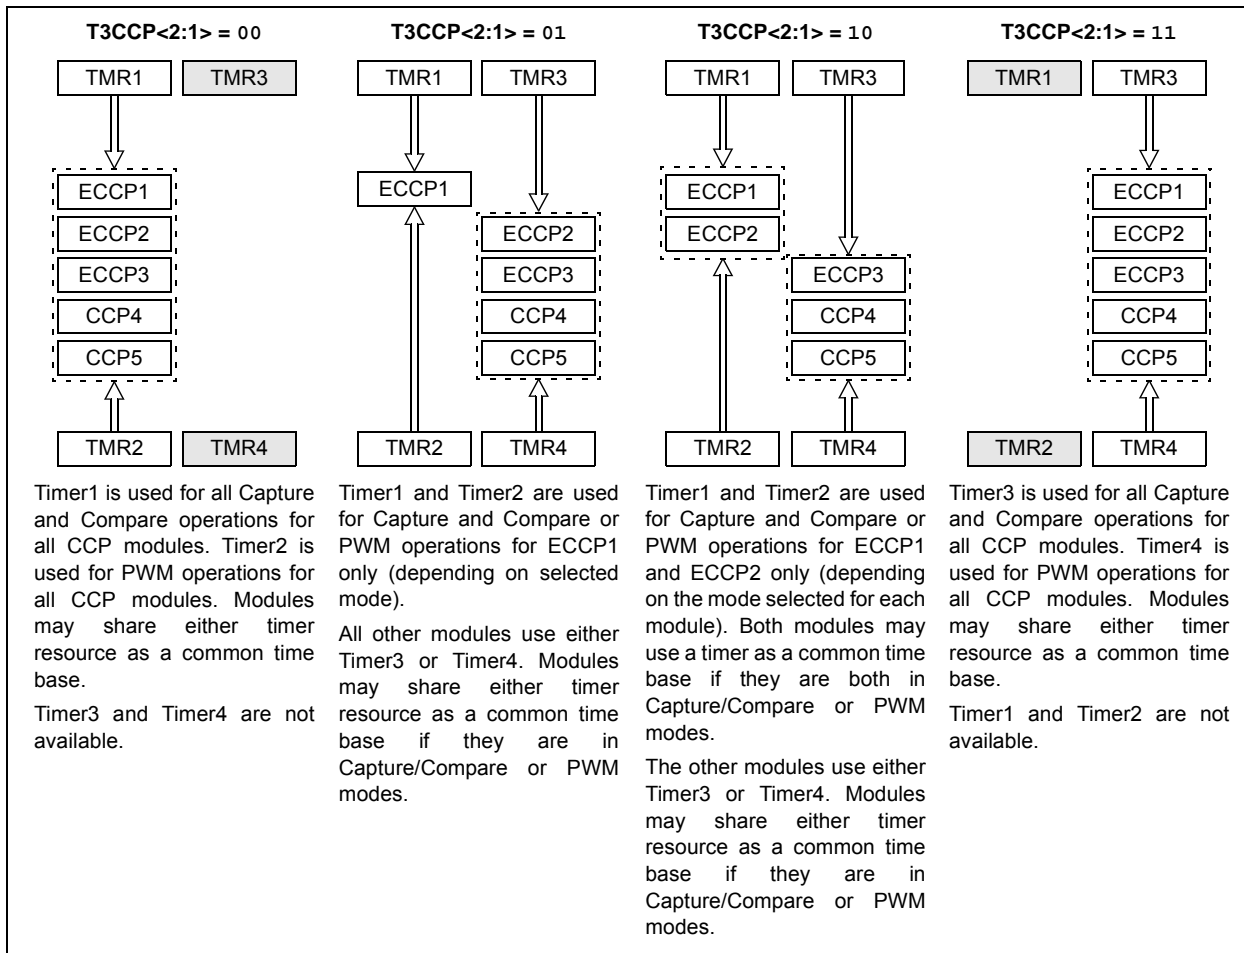 T3CCP<2:1> = 00
TMR1 TMR3
ECCP1
ECCP2
ECCP3
CCP4
CCP5
TMR2 TMR4
Timer1 is used for all Capture
and Compare operations for
all CCP modules. Timer2 is
used for PWM operations for
all CCP modules. Modules
may share either timer
resource as a common time
base.
Timer3 and Timer4 are not
available.
T3CCP<2:1> = 01
TMR1 TMR3
ECCP1
ECCP2
ECCP3
CCP4
CCP5
TMR2 TMR4
Timer1 and Timer2 are used
for Capture and Compare or
PWM operations for ECCP1
only (depending on selected
mode).
All other modules use either
Timer3 or Timer4. Modules
may share either timer
resource as a common time
base if they are in
Capture/Compare or PWM
modes.
T3CCP<2:1> = 10
TMR1 TMR3
ECCP1
ECCP2
ECCP3
CCP4
CCP5
TMR2 TMR4
Timer1 and Timer2 are used
for Capture and Compare or
PWM operations for ECCP1
and ECCP2 only (depending
on the mode selected for each
module). Both modules may
use a timer as a common time
base if they are both in
Capture/Compare or PWM
modes.
The other modules use either
Timer3 or Timer4. Modules
may share either timer
resource as a common time
base if they are in
Capture/Compare or PWM
modes.
T3CCP<2:1> = 11
TMR1 TMR3
ECCP1
ECCP2
ECCP3
CCP4
CCP5
TMR2 TMR4
Timer3 is used for all Capture
and Compare operations for
all CCP modules. Timer4 is
used for PWM operations for
all CCP modules. Modules
may share either timer
resource as a common time
base.
Timer1 and Timer2 are not
available.